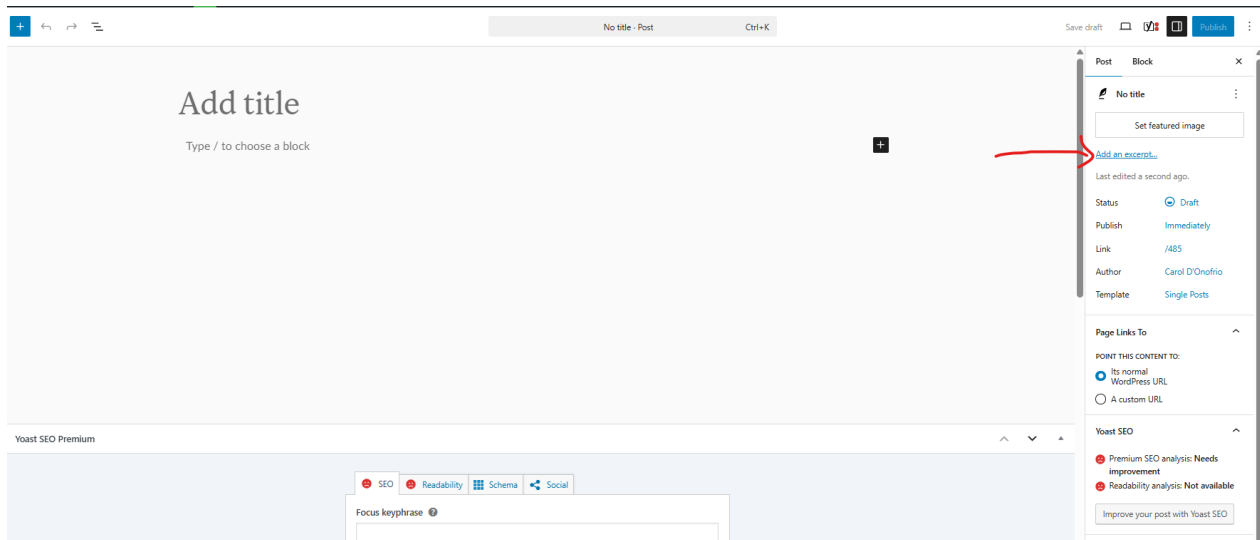 No title · Post Ctrl+K
Save draft
Publish
Add title
Type / to choose a block
Post Block
No title
Set featured image
Add an excerpt...
Last edited a second ago.
Status Draft
Publish Immediately
Link /485
Author Carol D'Onofrio
Template Single Posts
Page Links To
POINT THIS CONTENT TO:
Its normal
WordPress URL
A custom URL
Yoast SEO
Premium SEO analysis: Needs
improvement
Readability analysis: Not available
Improve your post with Yoast SEO
Yoast SEO Premium
SEO Readability Schema Social
Focus keyphrase